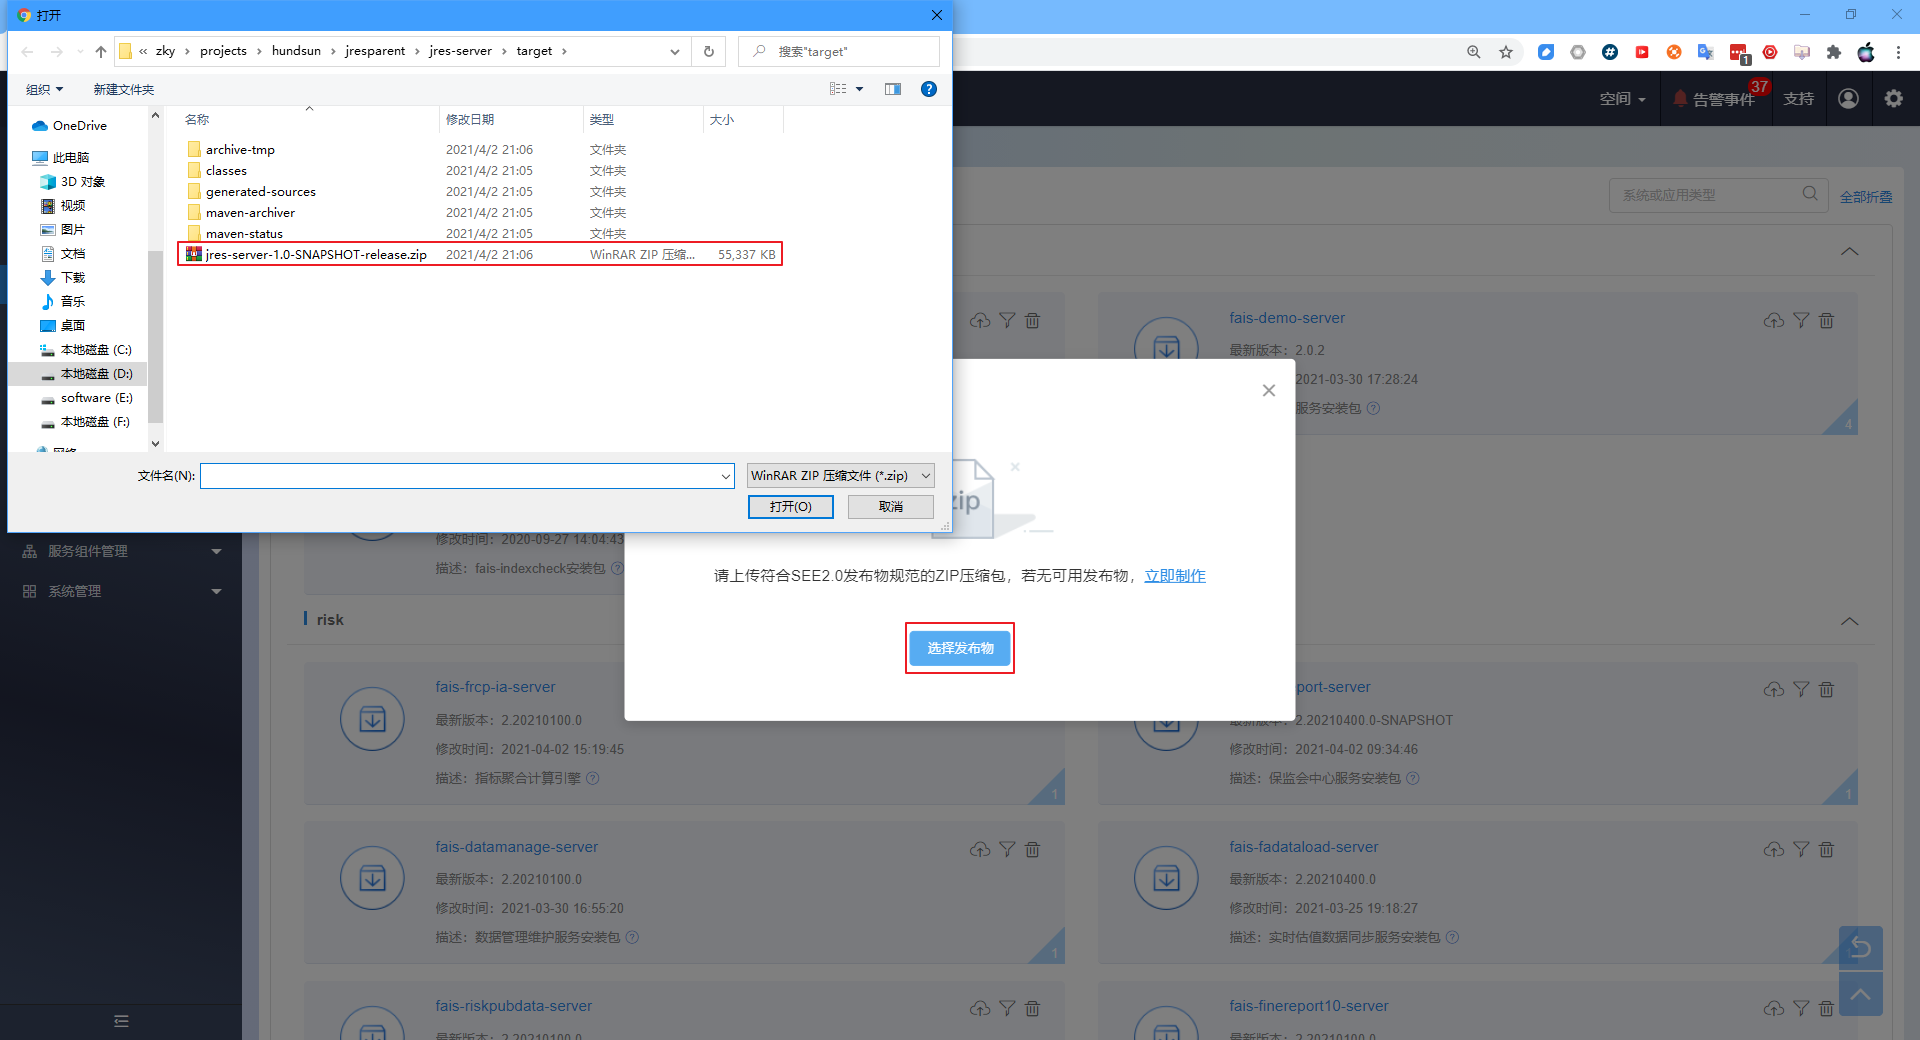 打开
« zky › projects › hundsun › jresparent › jres-server › target ›
搜索"target"
组织
新建文件夹
名称
修改日期
类型
大小
OneDrive
此电脑
3D 对象
视频
图片
文档
下载
音乐
桌面
本地磁盘 (C:)
本地磁盘 (D:)
software (E:)
本地磁盘 (F:)
网络
archive-tmp 2021/4/2 21:06 文件夹
classes 2021/4/2 21:05 文件夹
generated-sources 2021/4/2 21:05 文件夹
maven-archiver 2021/4/2 21:05 文件夹
maven-status 2021/4/2 21:05 文件夹
jres-server-1.0-SNAPSHOT-release.zip 2021/4/2 21:06 WinRAR ZIP 压缩... 55,337 KB
文件名(N):
WinRAR ZIP 压缩文件 (*.zip)
打开(O)
取消
1
空间
告警事件
37
支持
系统或应用类型
全部折叠
fais-demo-server
最新版本：2.0.2
2021-03-30 17:28:24
服务安装包
4
zip
请上传符合SEE2.0发布物规范的ZIP压缩包，若无可用发布物，立即制作
选择发布物
服务组件管理
系统管理
修改时间：2020-09-27 14:04:43
描述：fais-indexcheck安装包
risk
fais-frcp-ia-server
最新版本：2.20210100.0
修改时间：2021-04-02 15:19:45
描述：指标聚合计算引擎
1
port-server
最新版本：2.20210400.0-SNAPSHOT
修改时间：2021-04-02 09:34:46
描述：保监会中心服务安装包
1
fais-datamanage-server
最新版本：2.20210100.0
修改时间：2021-03-30 16:55:20
描述：数据管理维护服务安装包
1
fais-fadataload-server
最新版本：2.20210400.0
修改时间：2021-03-25 19:18:27
描述：实时估值数据同步服务安装包
fais-riskpubdata-server
最新版本：2.20210100.0
fais-finereport10-server
最新版本：2.20210100.0